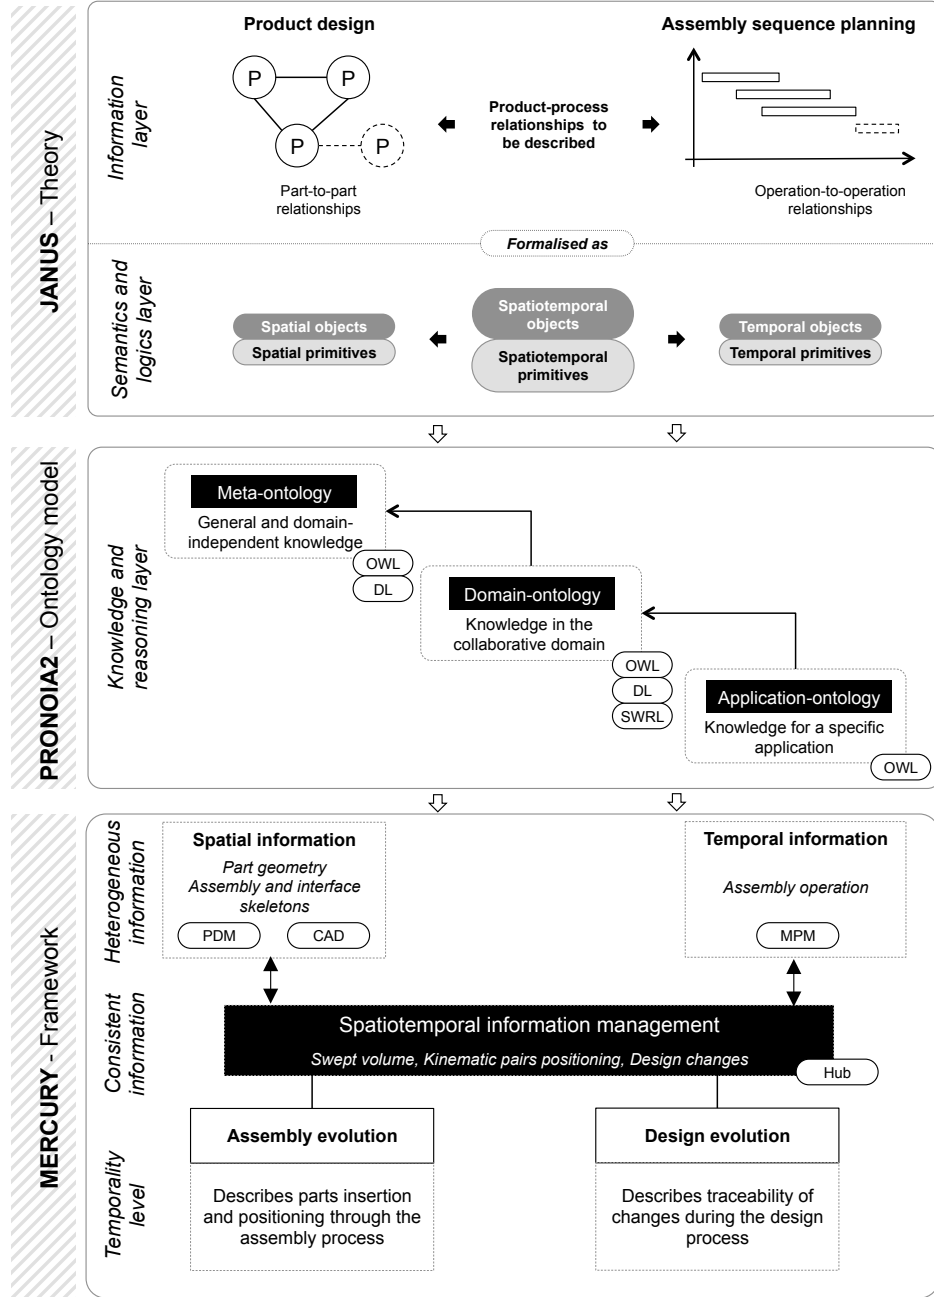 JANUS – Theory
Information
layer
Product design
P
P
P
P
Part-to-part
relationships
Product-process
relationships to
be described
Assembly sequence planning
Operation-to-operation
relationships
Formalised as
Semantics and
logics layer
Spatial objects
Spatial primitives
Spatiotemporal
objects
Spatiotemporal
primitives
Temporal objects
Temporal primitives
PRONOIA2 – Ontology model
Knowledge and
reasoning layer
Meta-ontology
General and domain-
independent knowledge
OWL
DL
Domain-ontology
Knowledge in the
collaborative domain
OWL
DL
SWRL
Application-ontology
Knowledge for a specific
application
OWL
MERCURY - Framework
Heterogeneous
information
Spatial information
Part geometry
Assembly and interface
skeletons
PDM
CAD
Temporal information
Assembly operation
MPM
Consistent
information
Spatiotemporal information management
Swept volume, Kinematic pairs positioning, Design changes
Hub
Temporality
level
Assembly evolution
Describes parts insertion
and positioning through the
assembly process
Design evolution
Describes traceability of
changes during the design
process